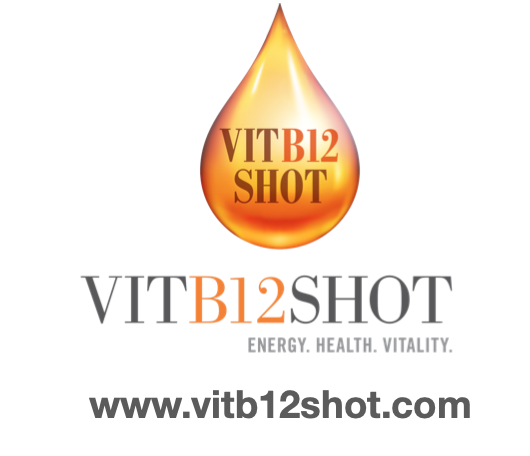 VITB12
SHOT
VITB12SHOT
ENERGY. HEALTH. VITALITY.
www.vitb12shot.com